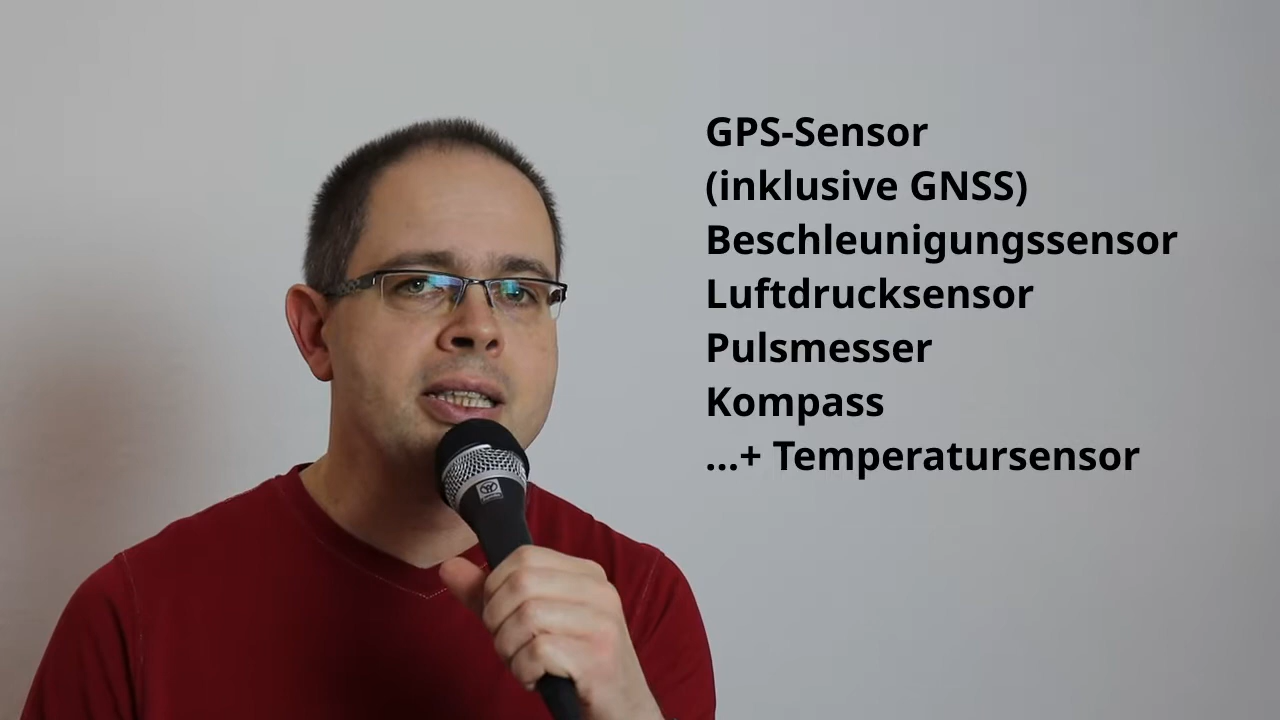 GPS-Sensor
(inklusive GNSS)
Beschleunigungssensor
Luftdrucksensor
Pulsmesser
Kompass
...+ Temperatursensor